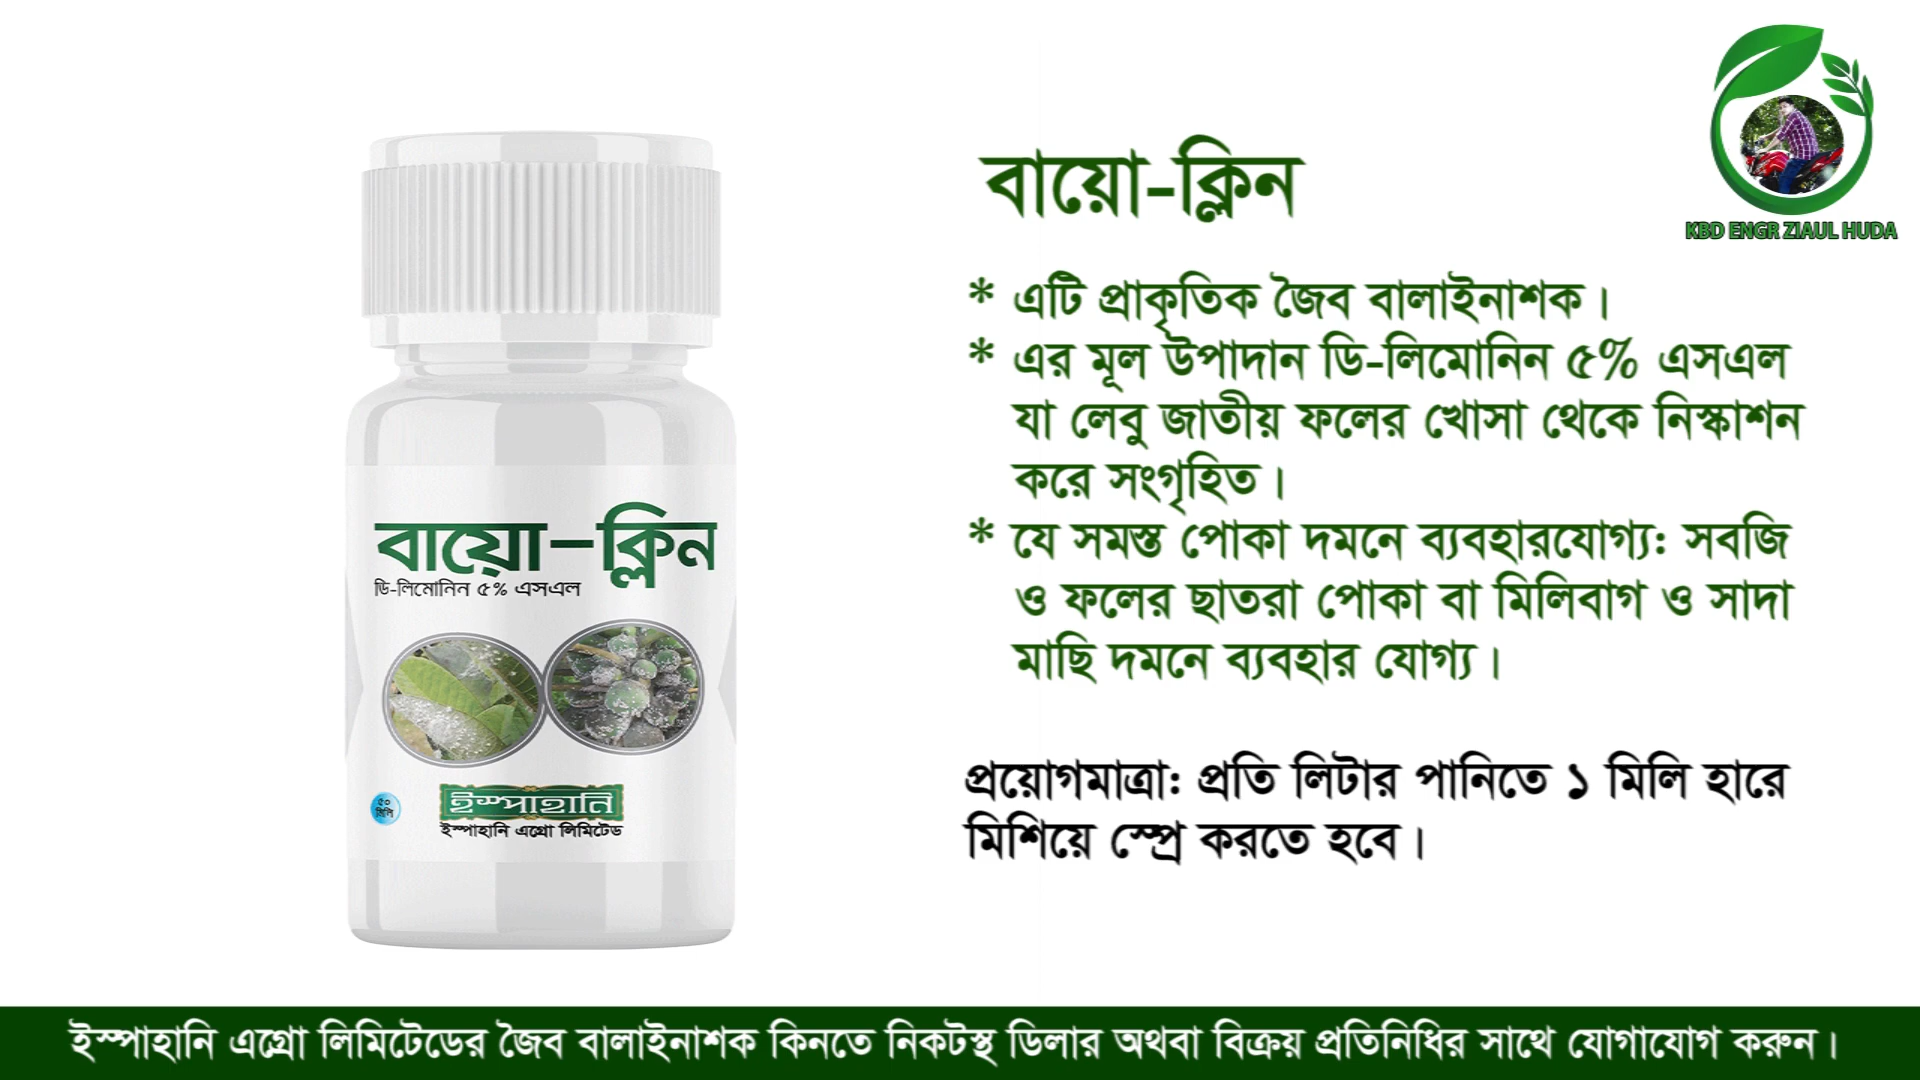 KBD ENGR ZIAUL HUDA
বায়ো-ক্লিন
* এটি প্রাকৃতিক জৈব বালাইনাশক।
* এর মূল উপাদান ডি-লিমোনিন ৫% এসএল
যা লেবু জাতীয় ফলের খোসা থেকে নিস্কাশন
করে সংগৃহিত।
* যে সমস্ত পোকা দমনে ব্যবহারযোগ্য: সবজি
ও ফলের ছাতরা পোকা বা মিলিবাগ ও সাদা
মাছি দমনে ব্যবহার যোগ্য।
প্রয়োগমাত্রা: প্রতি লিটার পানিতে ১ মিলি হারে
মিশিয়ে স্প্রে করতে হবে।
বায়ো-ক্লিন
ডি-লিমোনিন ৫% এসএল
৫০
মিলি
ইস্পাহানি
ইস্পাহানি এগ্রো লিমিটেড
ইস্পাহানি এগ্রো লিমিটেডের জৈব বালাইনাশক কিনতে নিকটস্থ ডিলার অথবা বিক্রয় প্রতিনিধির সাথে যোগাযোগ করুন।